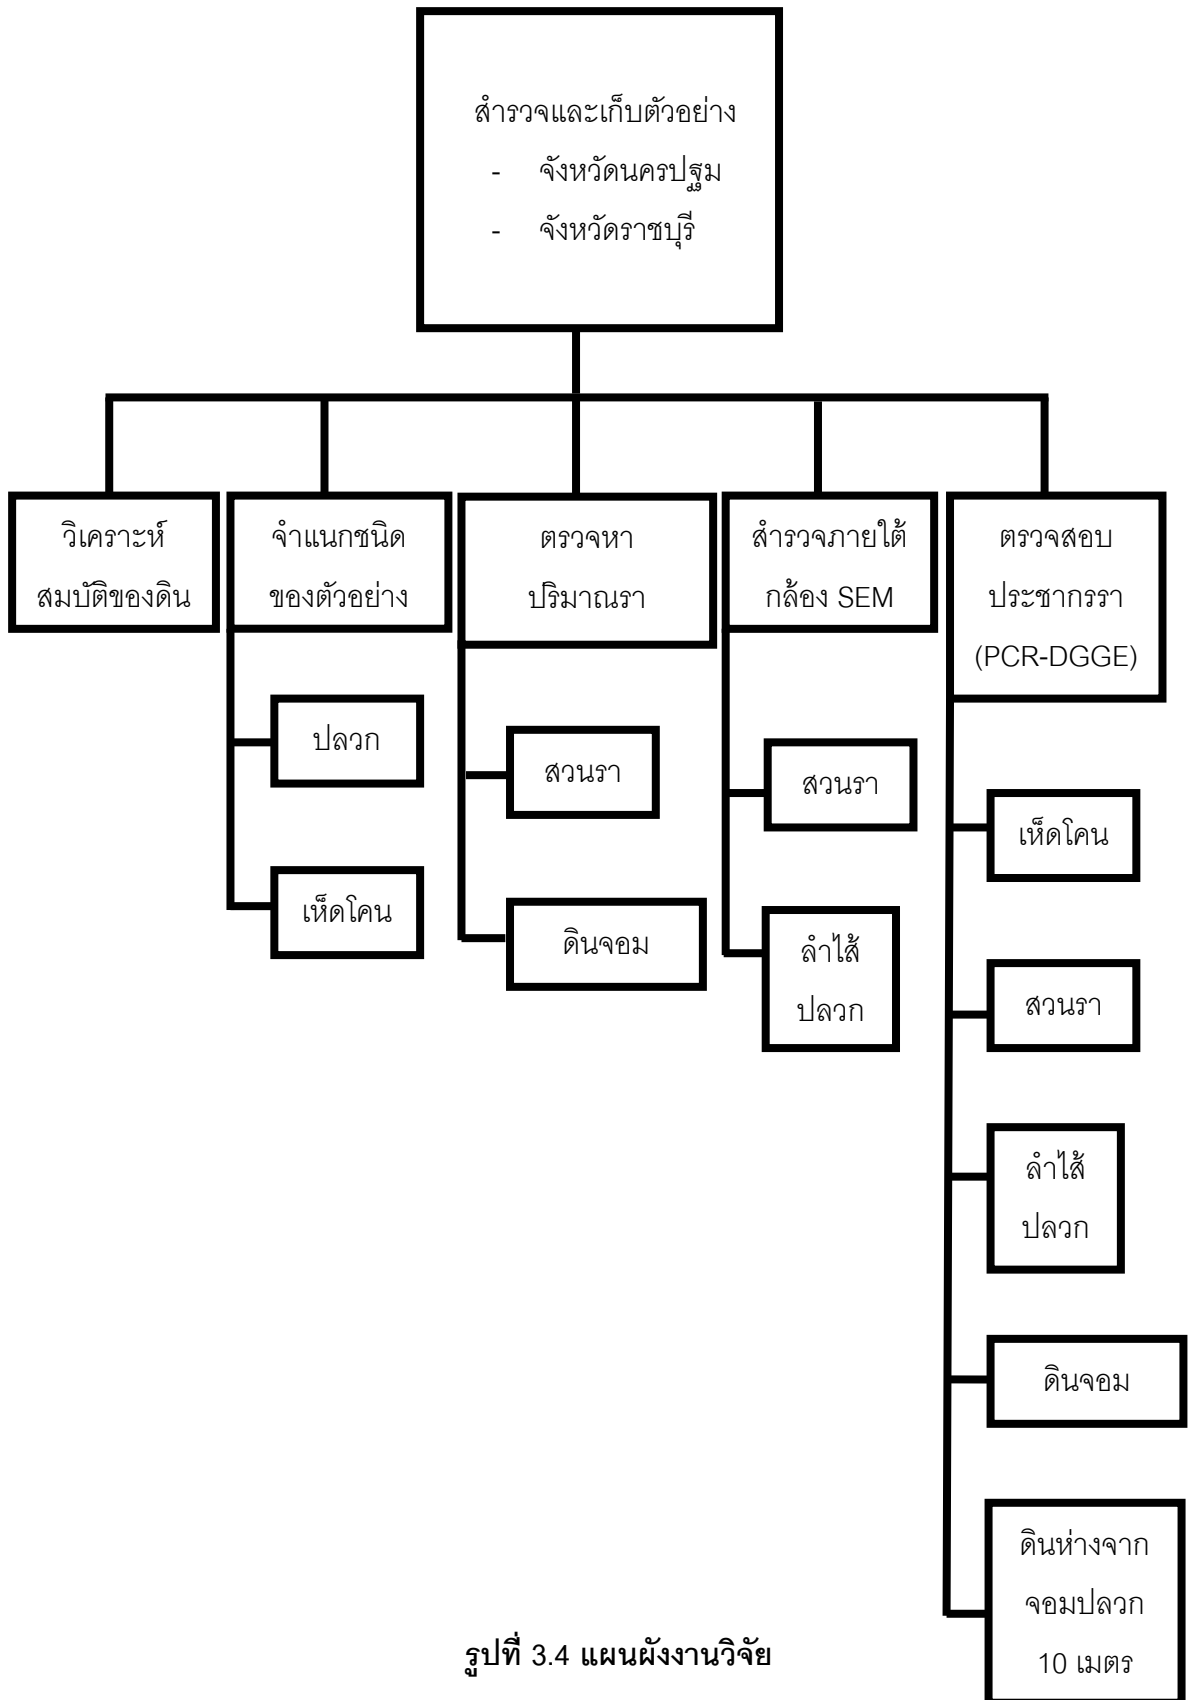 สำรวจและเก็บตัวอย่าง
- จังหวัดนครปฐม
- จังหวัดราชบุรี
วิเคราะห์
สมบัติของดิน
จำแนกชนิด
ของตัวอย่าง
ปลวก
เห็ดโคน
ตรวจหา
ปริมาณรา
สวนรา
ดินจอม
สำรวจภายใต้
กล้อง SEM
สวนรา
ลำไส้
ปลวก
ตรวจสอบ
ประชากรรา
(PCR-DGGE)
เห็ดโคน
สวนรา
ลำไส้
ปลวก
ดินจอม
ดินห่างจาก
จอมปลวก
10 เมตร
รูปที่ 3.4 แผนผังงานวิจัย